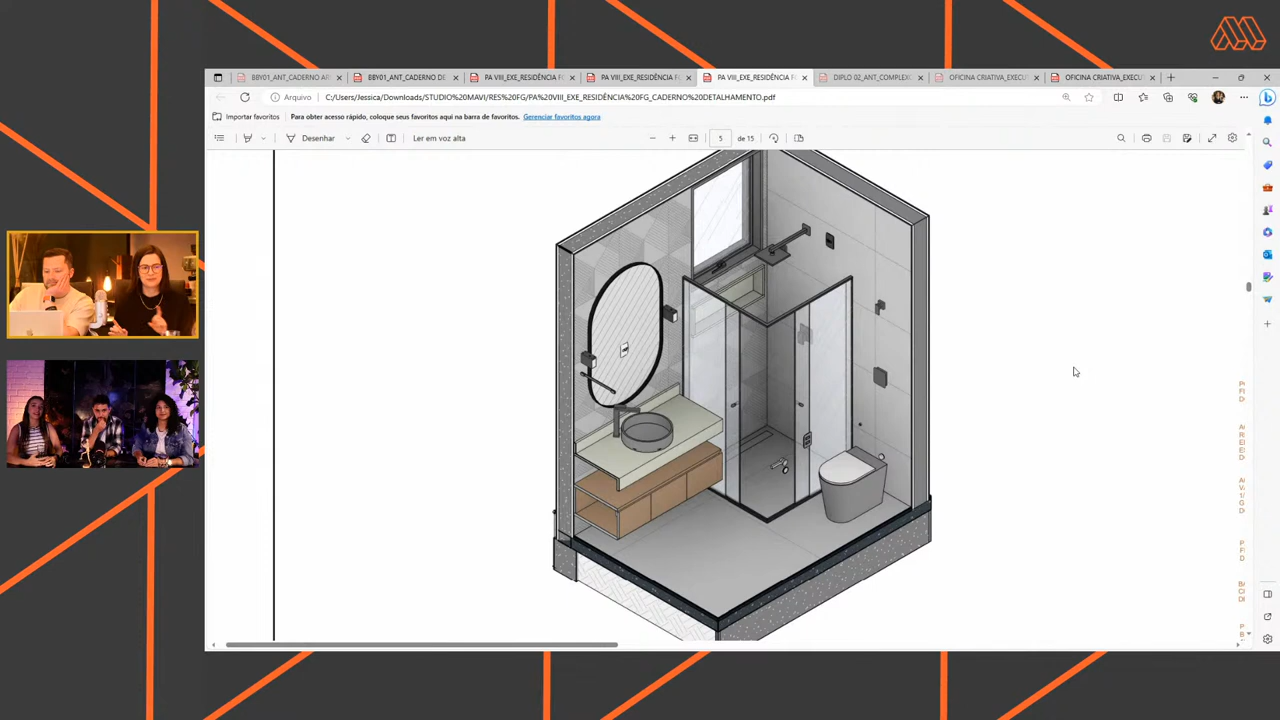 BBY01_ANT_CADERNO AR
BBY01_ANT_CADERNO DE
PA VIII_EXE_RESIDÊNCIA F
PA VIII_EXE_RESIDÊNCIA F
PA VIII_EXE_RESIDÊNCIA F
DIPLO 02_ANT_COMPLEXO
OFICINA CRIATIVA_EXECU
OFICINA CRIATIVA_EXECU
Arquivo
C:/Users/Jessica/Downloads/STUDIO%20MAVI/RES%20FG/PA%20VIII_EXE_RESIDÊNCIA%20FG_CADERNO%20DETALHAMENTO.pdf
Importar favoritos
Para obter acesso rápido, coloque seus favoritos aqui na barra de favoritos.
Gerenciar favoritos agora
Desenhar
Ler em voz alta
5
de 15